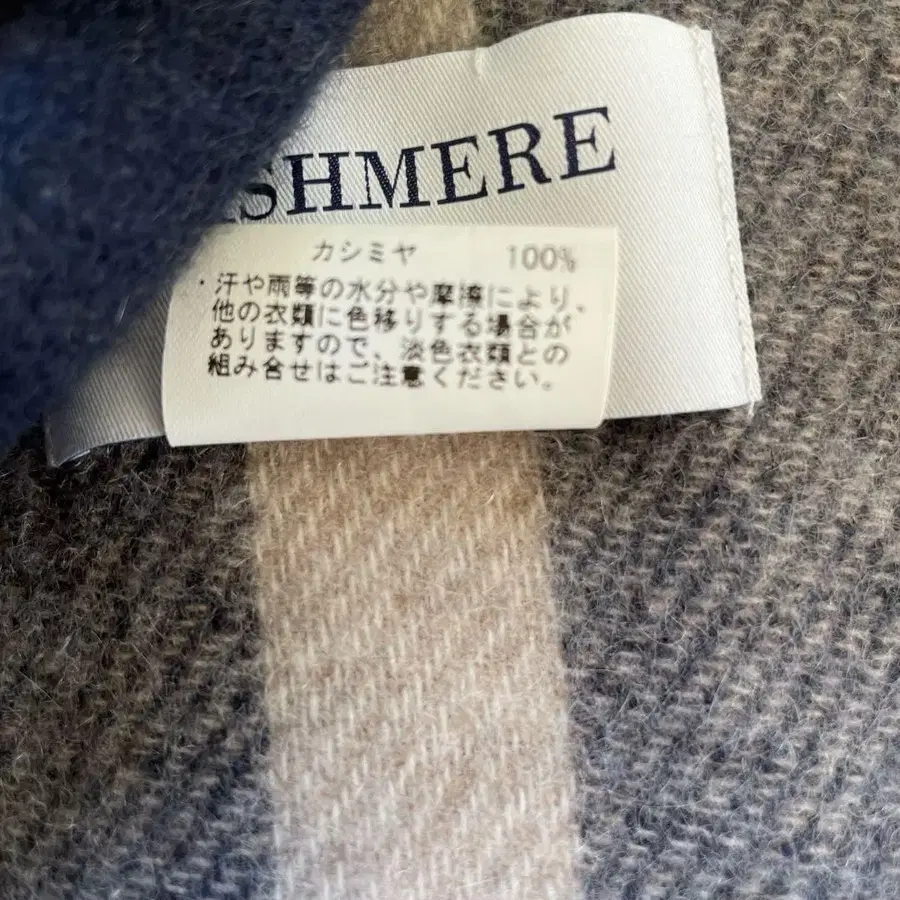 ASHMERE
カシミヤ 100%
・汗や雨等の水分や摩擦により、
他の衣類に色移りする場合が
ありますので、淡色衣類との
組み合せはご注意ください。